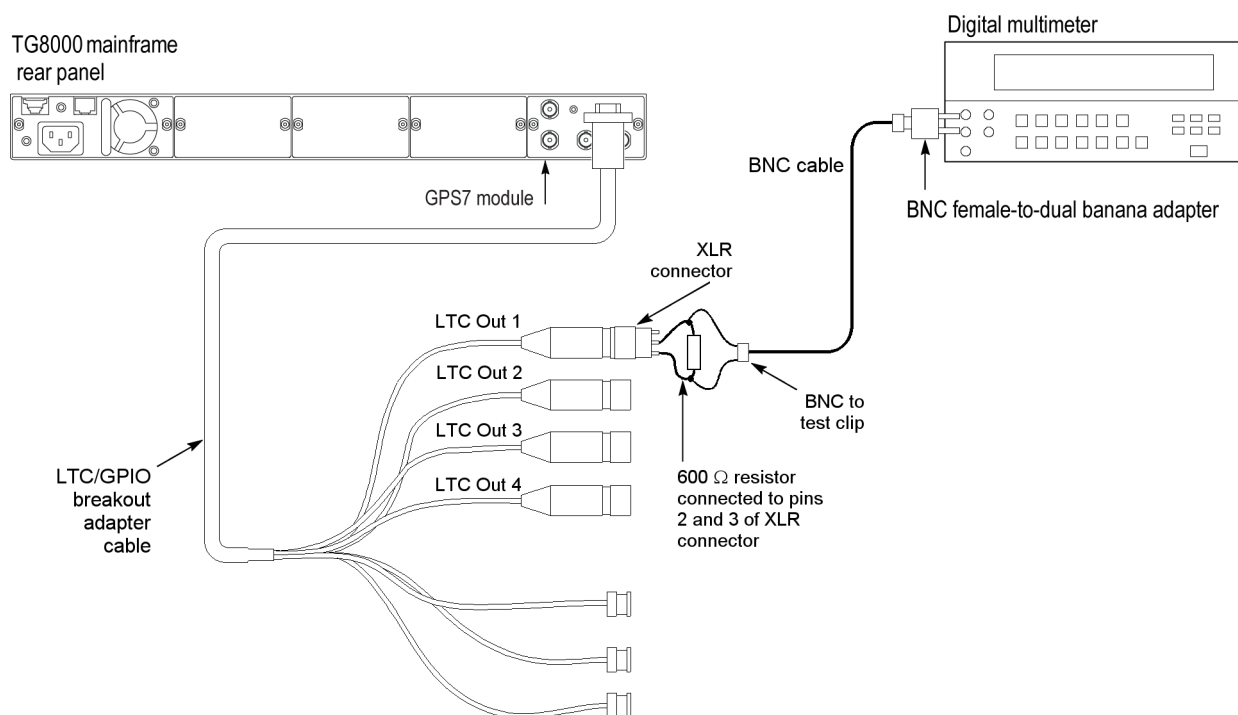 TG8000 mainframe
rear panel
Digital multimeter
GPS7 module
BNC cable
BNC female-to-dual banana adapter
XLR
connector
LTC Out 1
LTC Out 2
LTC Out 3
LTC Out 4
BNC to
test clip
600 Ω resistor
connected to pins
2 and 3 of XLR
connector
LTC/GPIO
breakout
adapter
cable